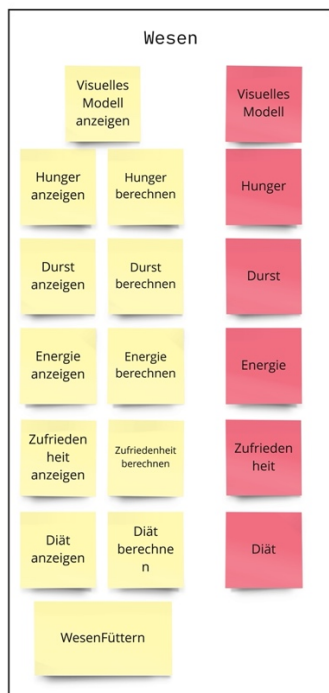 Wesen
Visuelles
Modell
anzeigen
Visuelles
Modell
Hunger
anzeigen
Hunger
berechnen
Hunger
Durst
anzeigen
Durst
berechnen
Durst
Energie
anzeigen
Energie
berechnen
Energie
Zufrieden
heit
anzeigen
Zufriedenheit
berechnen
Zufrieden
heit
Diät
anzeigen
Diät
berechne
n
Diät
WesenFüttern